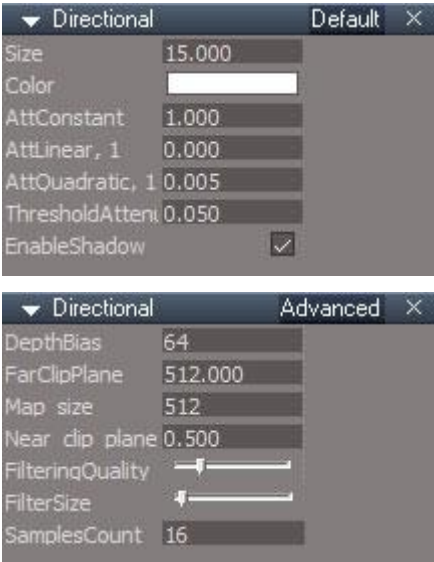 Directional Default
Size 15.000
Color
AttConstant 1.000
AttLinear, 1 0.000
AttQuadratic, 1 0.005
ThresholdAttenu 0.050
EnableShadow
Directional Advanced
DepthBias 64
FarClipPlane 512.000
Map size 512
Near clip plane 0.500
FilteringQuality
FilterSize
SamplesCount 16